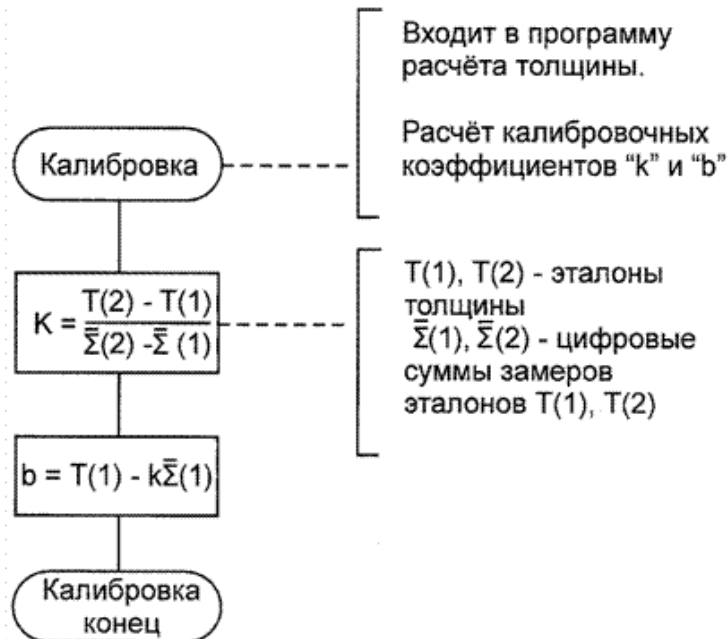 Входит в программу
расчёта толщины.
Расчёт калибровочных
коэффициентов “k” и “b”
Калибровка
T(1), T(2) - эталоны
толщины
Σ̿(1), Σ̿(2) - цифровые
суммы замеров
эталонов T(1), T(2)
K = T(2) - T(1)
Σ̿(2) -Σ̿ (1)
b = T(1) - kΣ̿(1)
Калибровка
конец